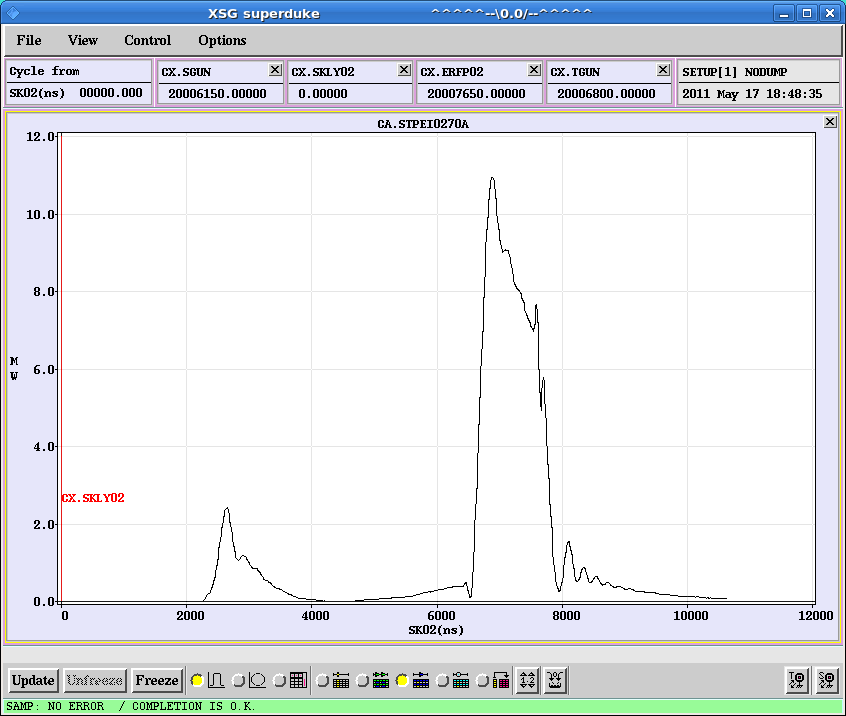 XSG superduke ^^^^^--\0.0/--^^^^^
File View Control Options
Cycle from
SK02(ns) 00000.000
CX.SGUN
20006150.00000
CX.SKLY02
0.00000
CX.ERFP02
20007650.00000
CX.TGUN
20006800.00000
SETUP[1] NODUMP
2011 May 17 18:48:35
CA.STPEI0270A
12.0
10.0
8.0
6.0
4.0
2.0
0.0
MW
CX.SKLY02
0 2000 4000 6000 8000 10000 12000
SK02(ns)
Update Unfreeze Freeze
SAMP: NO ERROR / COMPLETION IS O.K.